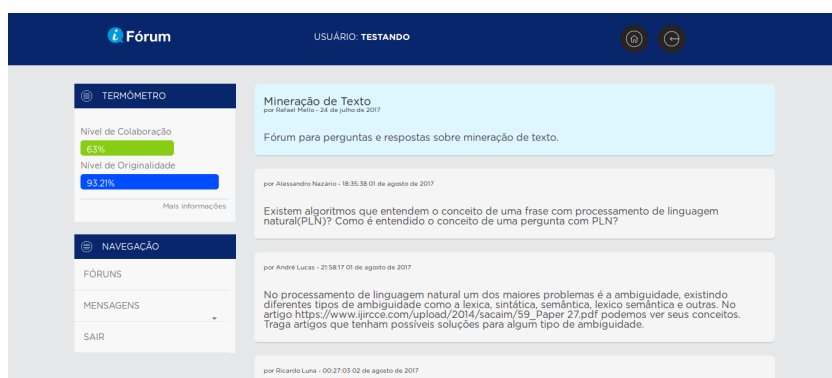 i Fórum
USUÁRIO: TESTANDO
TERMÔMETRO
Nível de Colaboração
63%
Nível de Originalidade
93.21%
Mais informações
NAVEGAÇÃO
FÓRUNS
MENSAGENS
SAIR
Mineração de Texto
por Rafael Mello - 24 de julho de 2017
Fórum para perguntas e respostas sobre mineração de texto.
por Alessandro Nazário - 18:35:38 01 de agosto de 2017
Existem algoritmos que entendem o conceito de uma frase com processamento de linguagem
natural(PLN)? Como é entendido o conceito de uma pergunta com PLN?
por André Lucas - 21:58:17 01 de agosto de 2017
No processamento de linguagem natural um dos maiores problemas é a ambiguidade, existindo
diferentes tipos de ambiguidade como a lexica, sintática, semântica, lexico semântica e outras. No
artigo https://www.ijircce.com/upload/2014/sacaim/59_Paper 27.pdf podemos ver seus conceitos.
Traga artigos que tenham possíveis soluções para algum tipo de ambiguidade.
por Ricardo Luna - 00:27:03 02 de agosto de 2017